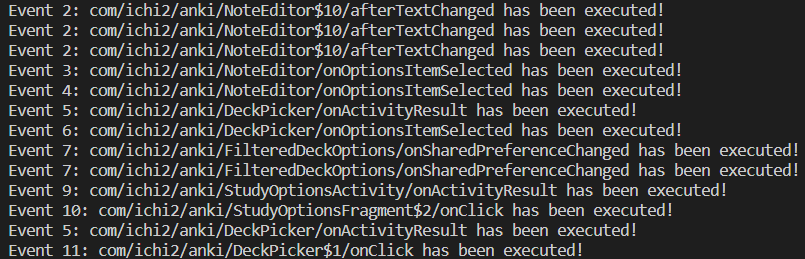 Event 2: com/ichi2/anki/NoteEditor$10/afterTextChanged has been executed!
Event 2: com/ichi2/anki/NoteEditor$10/afterTextChanged has been executed!
Event 2: com/ichi2/anki/NoteEditor$10/afterTextChanged has been executed!
Event 3: com/ichi2/anki/NoteEditor/onOptionsItemSelected has been executed!
Event 4: com/ichi2/anki/NoteEditor/onOptionsItemSelected has been executed!
Event 5: com/ichi2/anki/DeckPicker/onActivityResult has been executed!
Event 6: com/ichi2/anki/DeckPicker/onOptionsItemSelected has been executed!
Event 7: com/ichi2/anki/FilteredDeckOptions/onSharedPreferenceChanged has been executed!
Event 7: com/ichi2/anki/FilteredDeckOptions/onSharedPreferenceChanged has been executed!
Event 9: com/ichi2/anki/StudyOptionsActivity/onActivityResult has been executed!
Event 10: com/ichi2/anki/StudyOptionsFragment$2/onClick has been executed!
Event 5: com/ichi2/anki/DeckPicker/onActivityResult has been executed!
Event 11: com/ichi2/anki/DeckPicker$1/onClick has been executed!